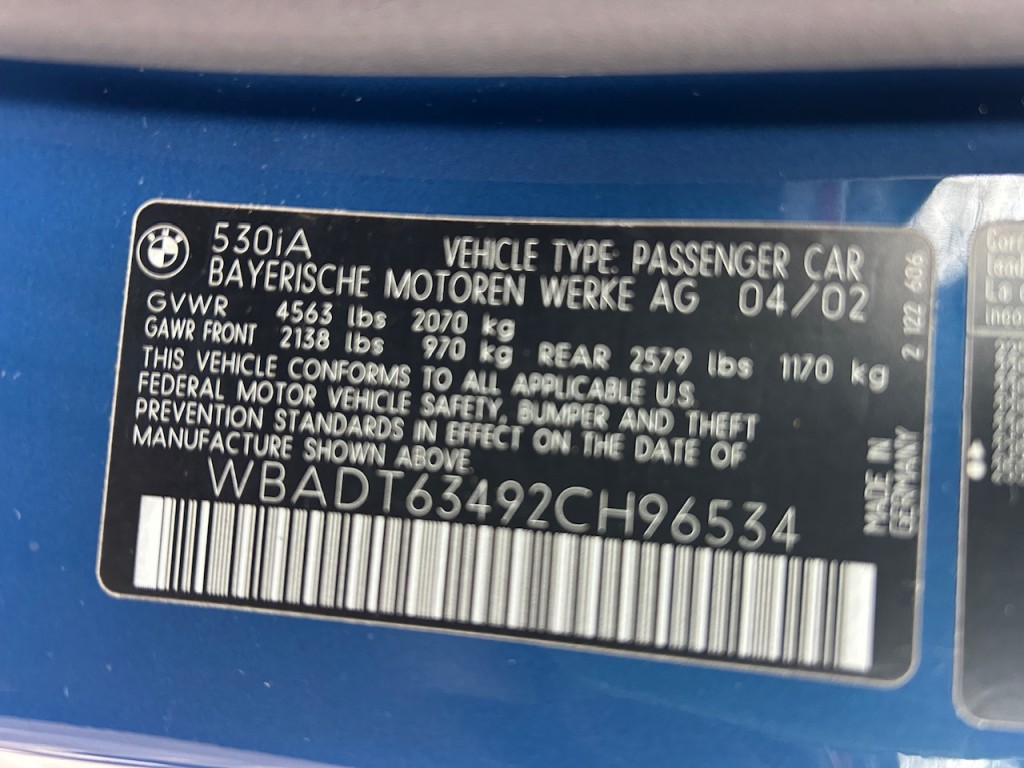 530iA
VEHICLE TYPE: PASSENGER CAR
BAYERISCHE MOTOREN WERKE AG 04/02
GVWR 4563 lbs 2070 kg
GAWR FRONT 2138 lbs 970 kg REAR 2579 lbs 1170 kg
THIS VEHICLE CONFORMS TO ALL APPLICABLE U.S.
FEDERAL MOTOR VEHICLE SAFETY, BUMPER AND THEFT
PREVENTION STANDARDS IN EFFECT ON THE DATE OF
MANUFACTURE SHOWN ABOVE.
WBADT63492CH96534
2 122 606
MADE IN
GERMANY